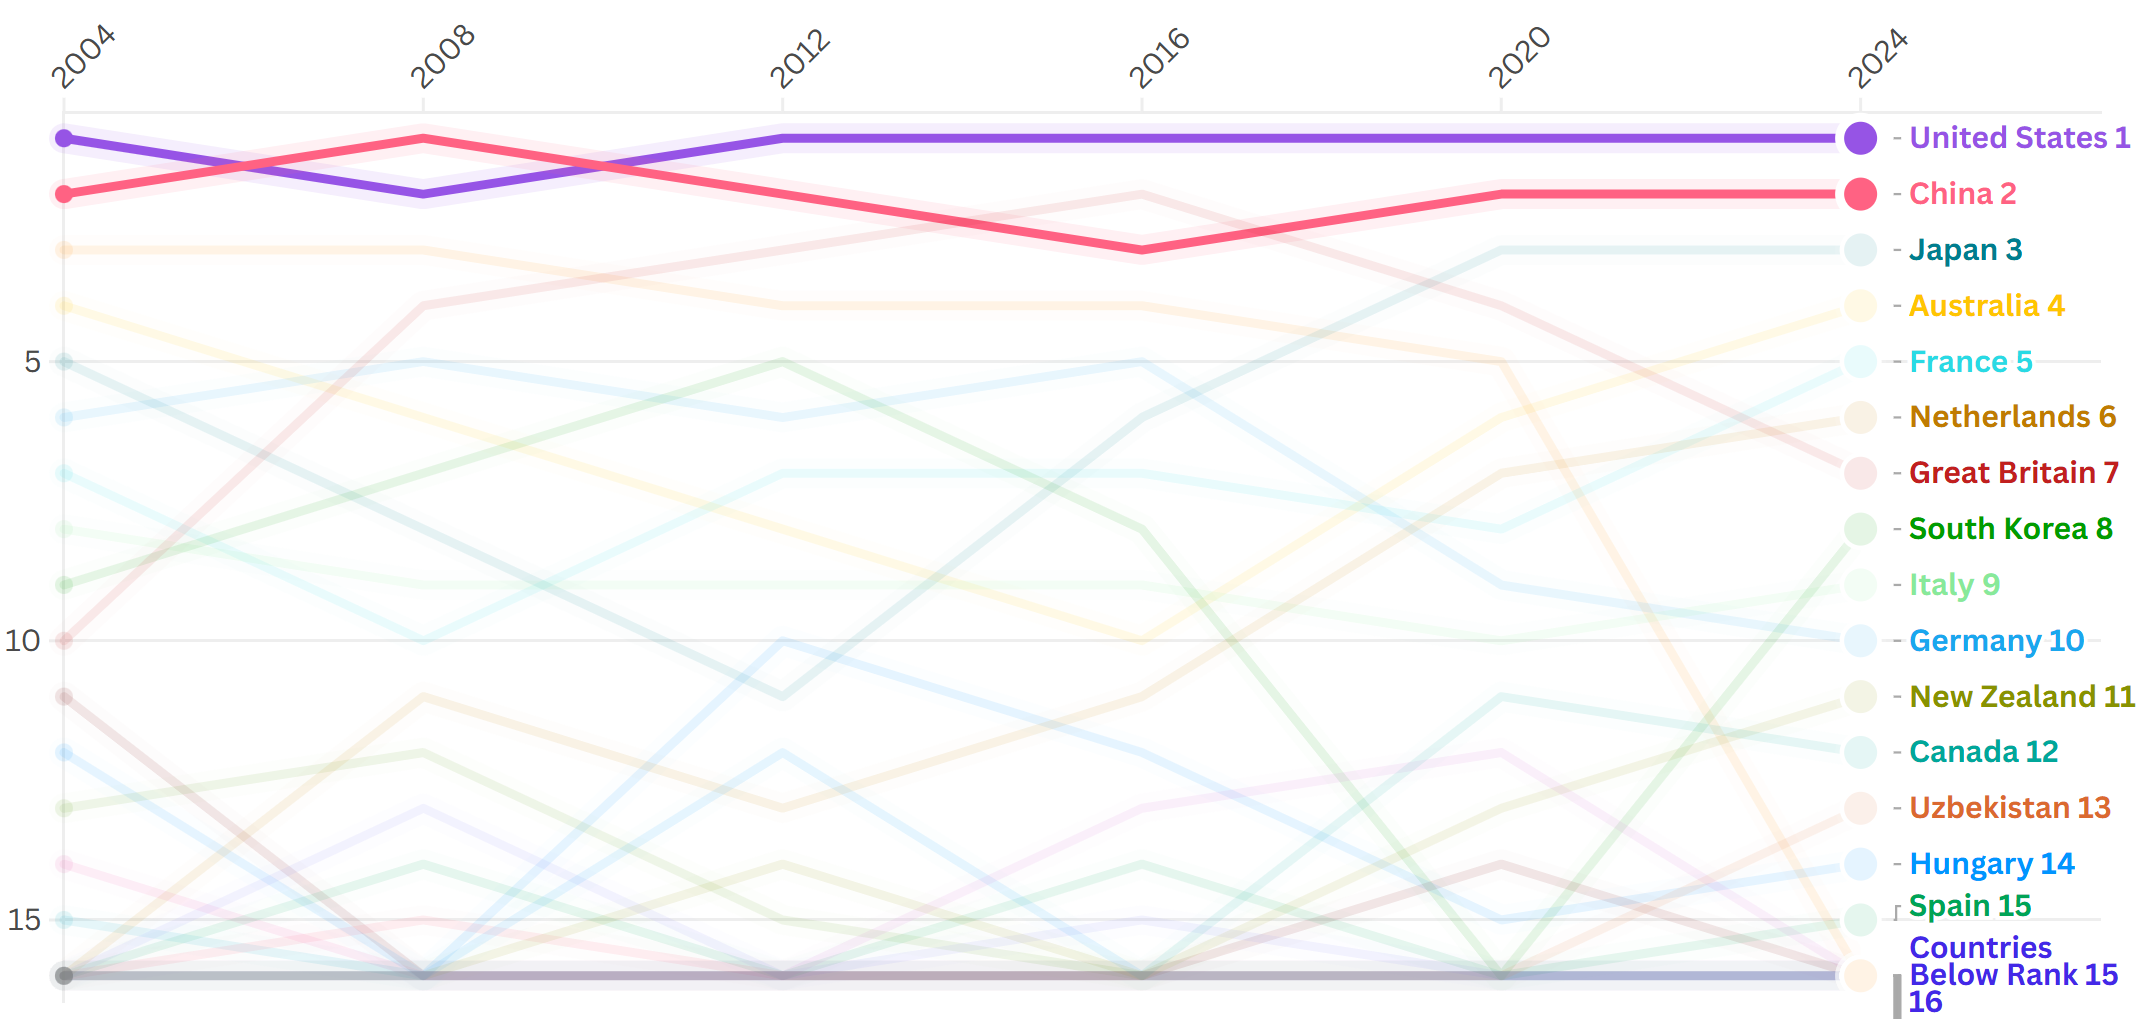 2004
2008
2012
2016
2020
2024
United States 1
China 2
Japan 3
Australia 4
5
France 5
Netherlands 6
Great Britain 7
South Korea 8
Italy 9
10
Germany 10
New Zealand 11
Canada 12
Uzbekistan 13
Hungary 14
15
Spain 15
Countries
Below Rank 15
16